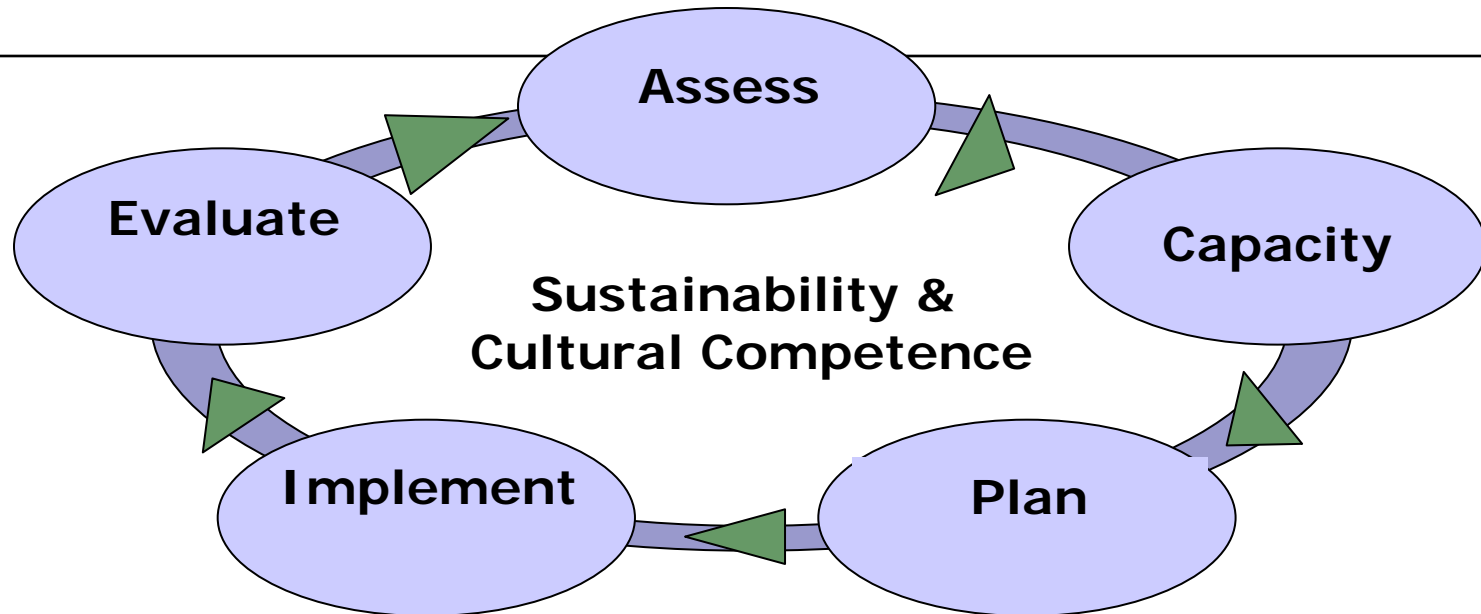 Assess
Capacity
Plan
Implement
Evaluate
Sustainability &
Cultural Competence